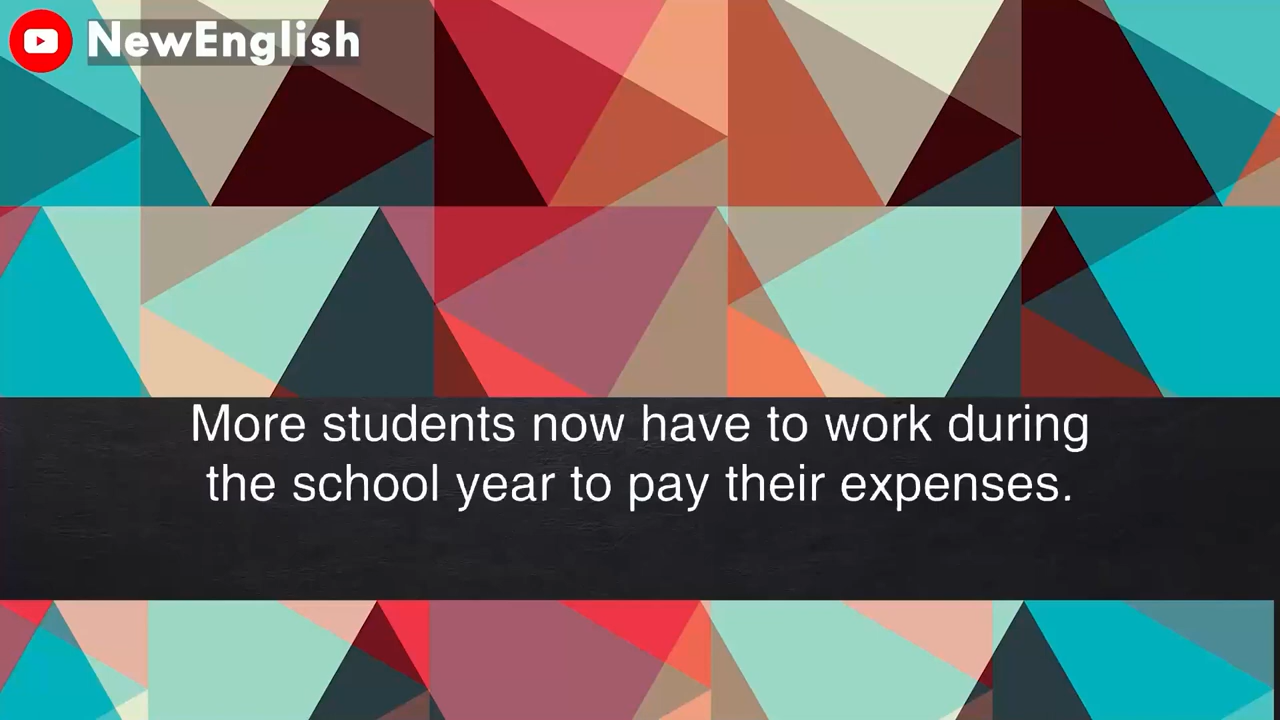 NewEnglish
More students now have to work during
the school year to pay their expenses.